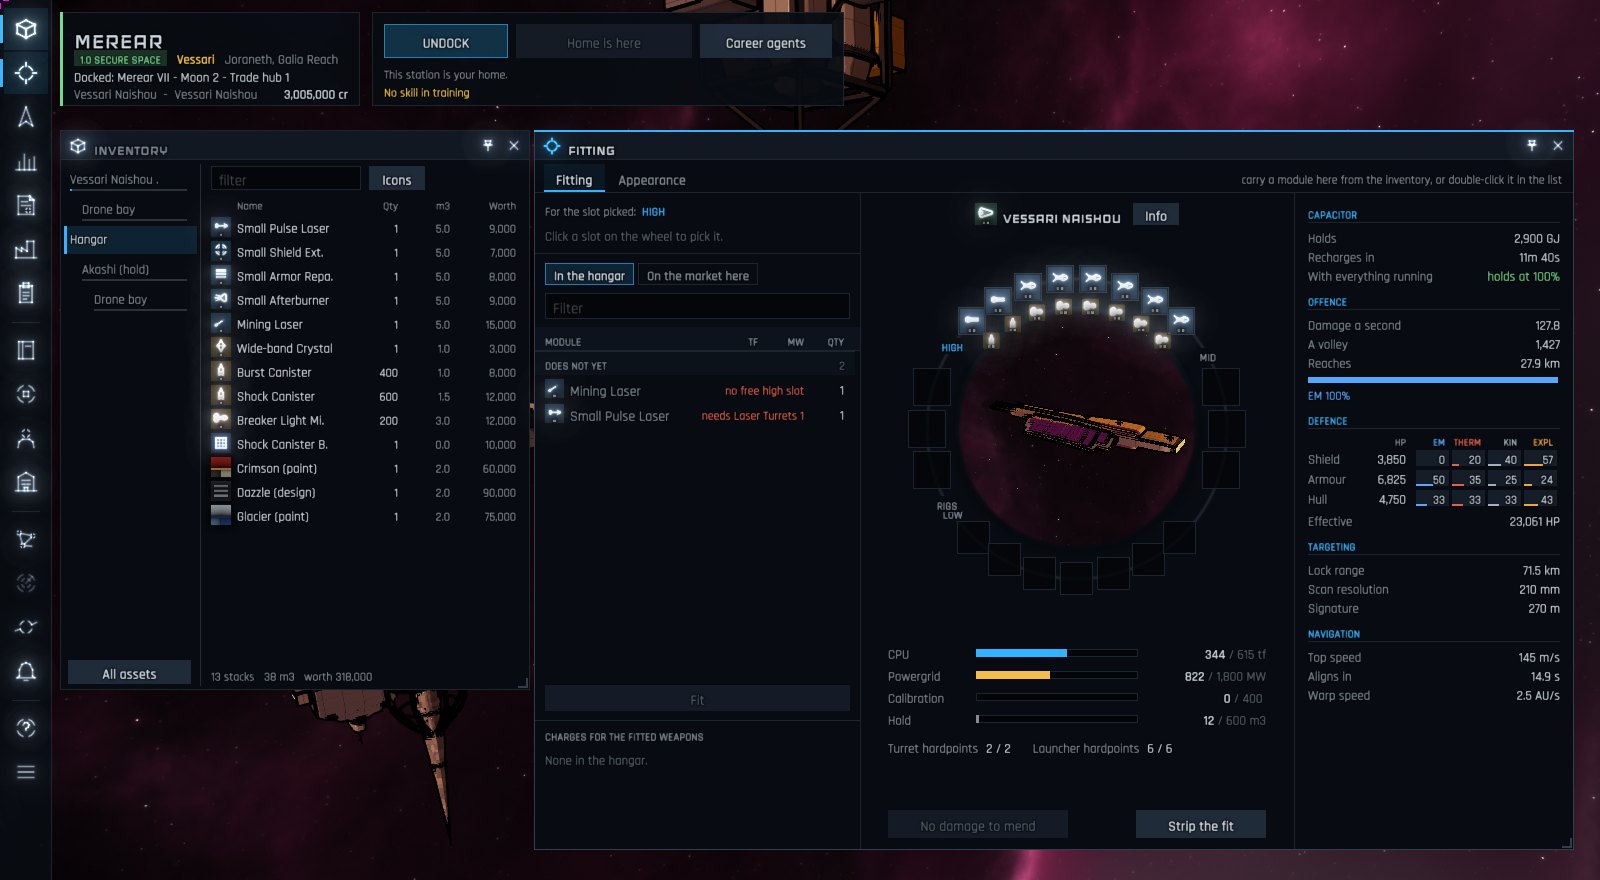 MEREAR
1.0 SECURE SPACE Vessari Joraneth, Galia Reach
Docked: Merear VII - Moon 2 - Trade hub 1
Vessari Naishou - Vessari Naishou 3,005,000 cr
UNDOCK
Home is here
Career agents
This station is your home.
No skill in training
INVENTORY
Vessari Naishou .
Drone bay
Hangar
Akashi (hold)
Drone bay
All assets
filter
Icons
Name Qty m3 Worth
Small Pulse Laser 1 5.0 9,000
Small Shield Ext. 1 5.0 7,000
Small Armor Repa. 1 5.0 8,000
Small Afterburner 1 5.0 9,000
Mining Laser 1 5.0 15,000
Wide-band Crystal 1 1.0 3,000
Burst Canister 400 1.0 8,000
Shock Canister 600 1.5 12,000
Breaker Light Mi. 200 3.0 12,000
Shock Canister B. 1 0.0 10,000
Crimson (paint) 1 2.0 60,000
Dazzle (design) 1 2.0 90,000
Glacier (paint) 1 2.0 75,000
13 stacks 38 m3 worth 318,000
FITTING
Fitting Appearance
carry a module here from the inventory, or double-click it in the list
For the slot picked: HIGH
Click a slot on the wheel to pick it.
In the hangar
On the market here
Filter
MODULE TF MW QTY
DOES NOT YET 2
Mining Laser no free high slot 1
Small Pulse Laser needs Laser Turrets 1 1
Fit
CHARGES FOR THE FITTED WEAPONS
None in the hangar.
VESSARI NAISHOU
Info
HIGH
MID
RIGS
LOW
CPU 344 / 615 tf
Powergrid 822 / 1,800 MW
Calibration 0 / 400
Hold 12 / 600 m3
Turret hardpoints 2 / 2 Launcher hardpoints 6 / 6
No damage to mend
Strip the fit
CAPACITOR
Holds 2,900 GJ
Recharges in 11m 40s
With everything running holds at 100%
OFFENCE
Damage a second 127.8
A volley 1,427
Reaches 27.9 km
EM 100%
DEFENCE
HP EM THERM KIN EXPL
Shield 3,850 0 20 40 57
Armour 6,825 50 35 25 24
Hull 4,750 33 33 33 43
Effective 23,061 HP
TARGETING
Lock range 71.5 km
Scan resolution 210 mm
Signature 270 m
NAVIGATION
Top speed 145 m/s
Aligns in 14.9 s
Warp speed 2.5 AU/s